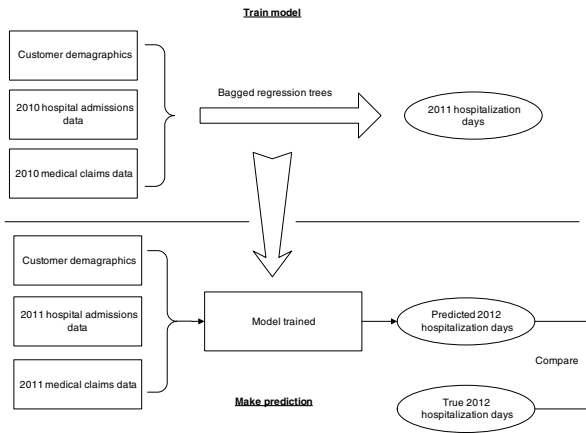 Train model
Customer demagraphics
2010 hospital admissions
data
2010 medical claims data
Bagged regression trees
2011 hospitalization
days
Customer demographics
2011 hospital admissions
data
2011 medical claims data
Model trained
Predicted 2012
hospitalization days
Compare
True 2012
hospitalization days
Make prediction